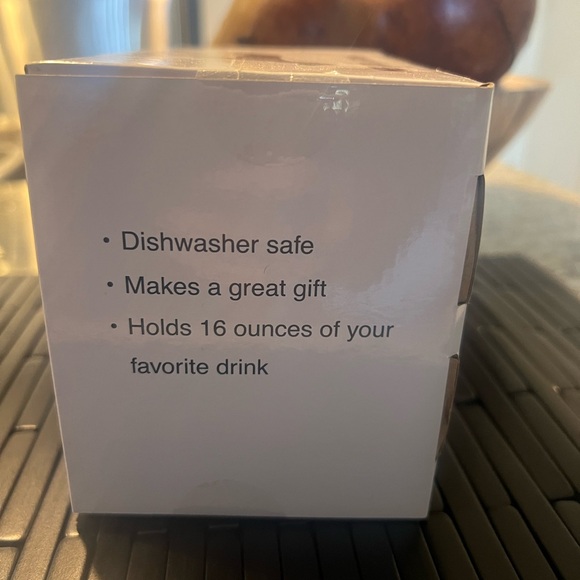 • Dishwasher safe
• Makes a great gift
• Holds 16 ounces of your
favorite drink